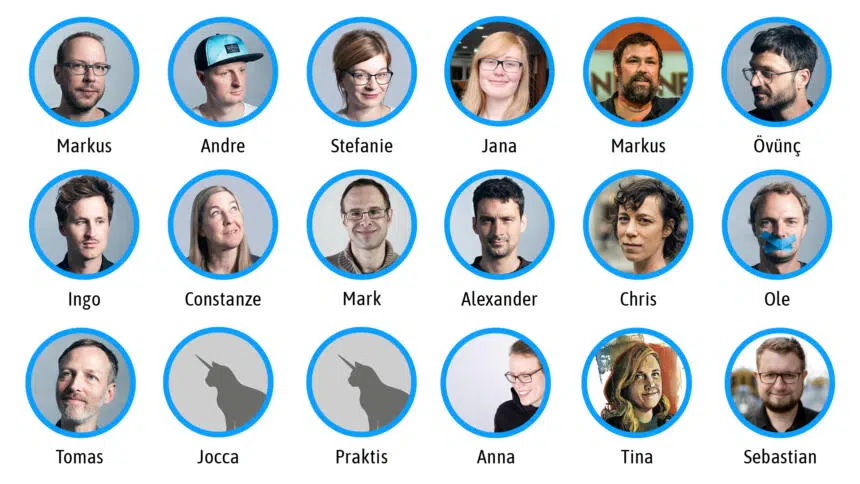 Markus
Andre
Stefanie
Jana
Markus
Övünç
Ingo
Constanze
Mark
Alexander
Chris
Ole
Tomas
Jocca
Praktis
Anna
Tina
Sebastian